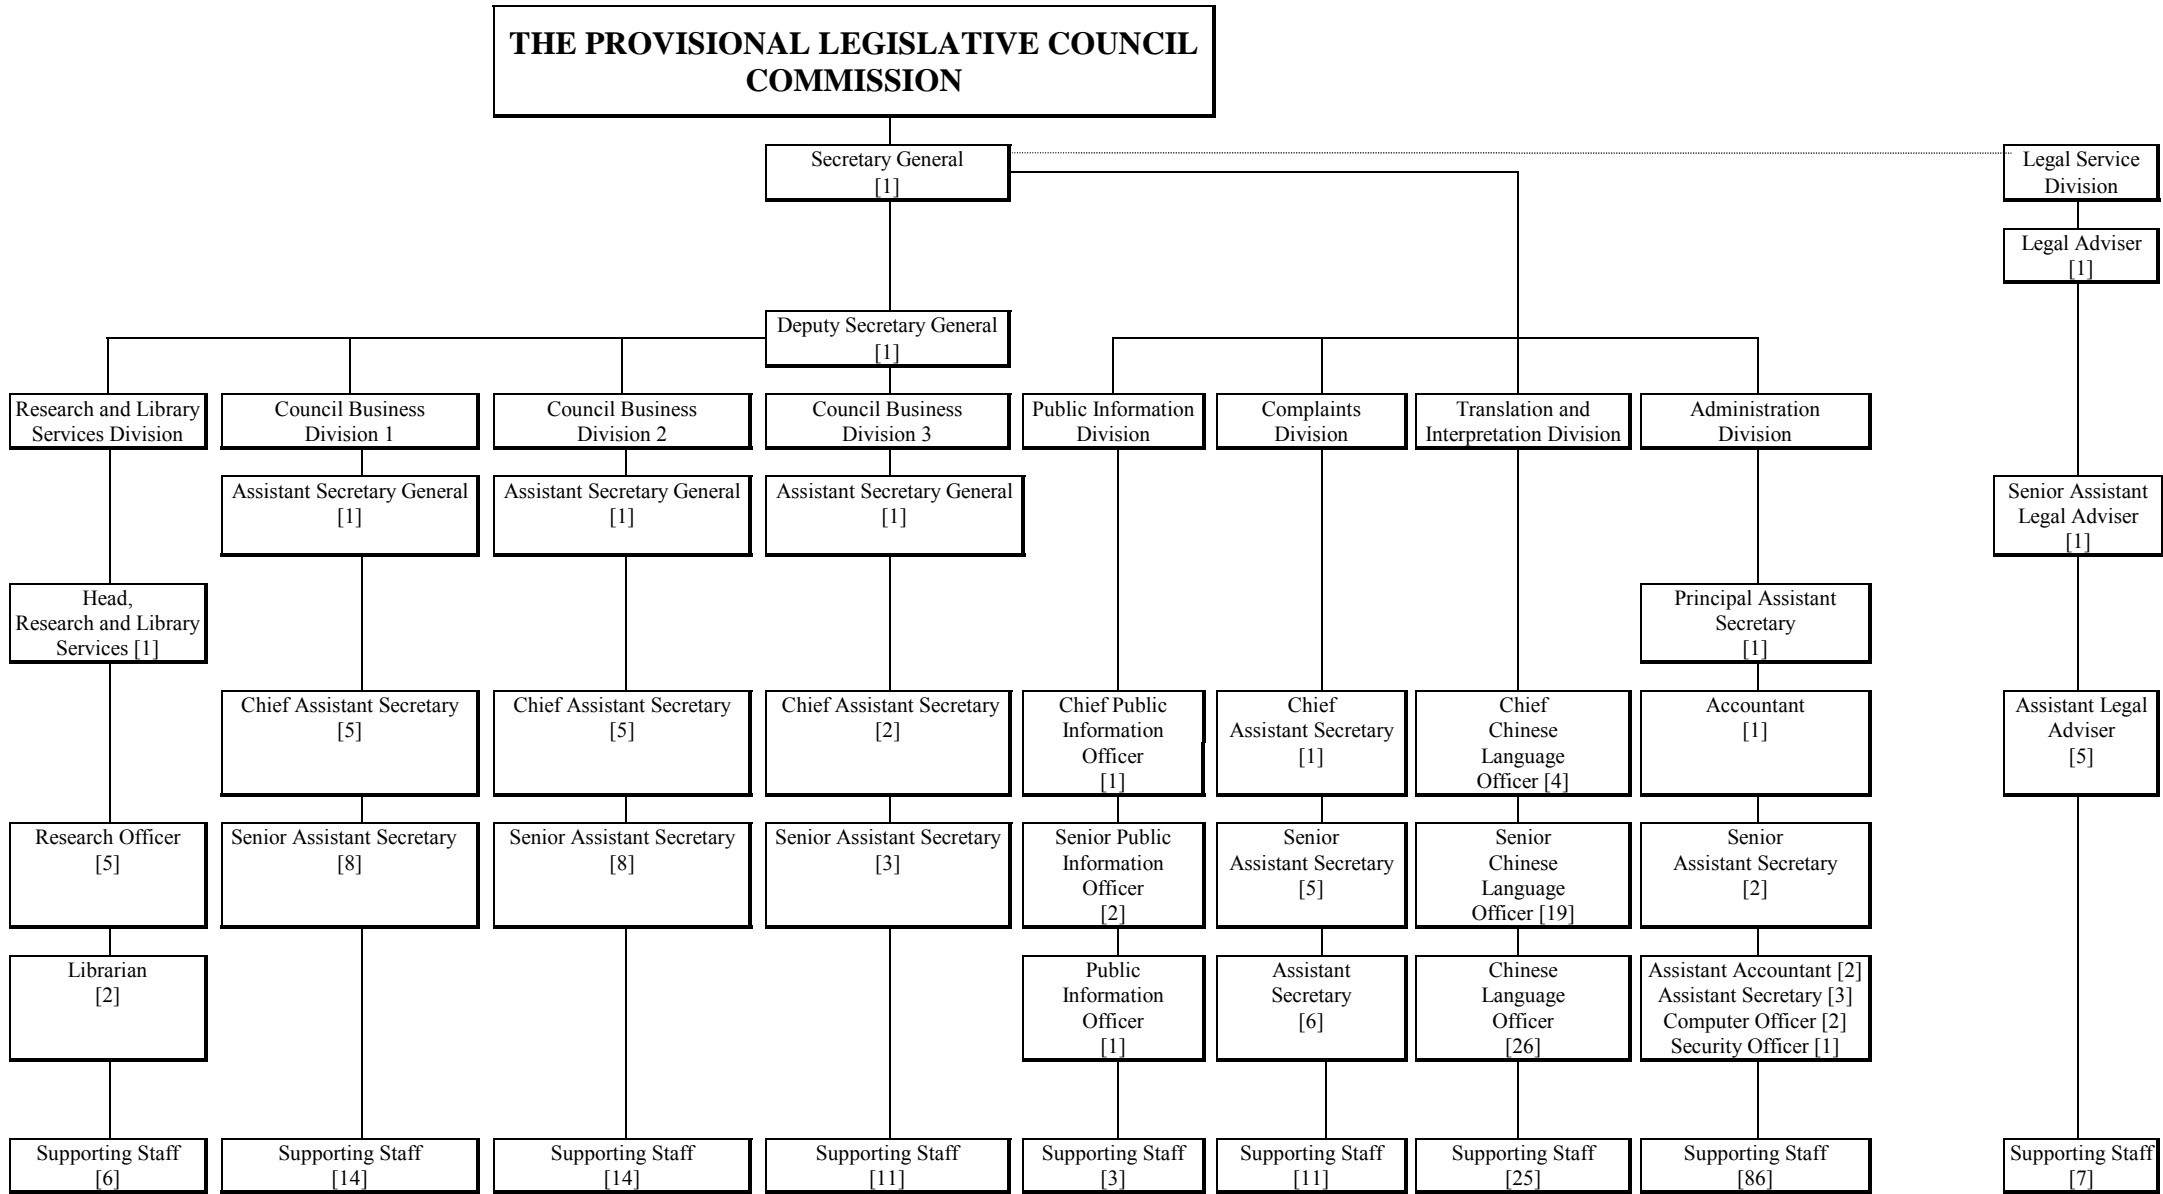 THE PROVISIONAL LEGISLATIVE COUNCIL
COMMISSION
Secretary General
[1]
Legal Service
Division
Legal Adviser
[1]
Deputy Secretary General
[1]
Research and Library
Services Division
Council Business
Division 1
Council Business
Division 2
Council Business
Division 3
Public Information
Division
Complaints
Division
Translation and
Interpretation Division
Administration
Division
Assistant Secretary General
[1]
Assistant Secretary General
[1]
Assistant Secretary General
[1]
Senior Assistant
Legal Adviser
[1]
Head,
Research and Library
Services [1]
Principal Assistant
Secretary
[1]
Chief Assistant Secretary
[5]
Chief Assistant Secretary
[5]
Chief Assistant Secretary
[2]
Chief Public
Information
Officer
[1]
Chief
Assistant Secretary
[1]
Chief
Chinese
Language
Officer [4]
Accountant
[1]
Assistant Legal
Adviser
[5]
Research Officer
[5]
Senior Assistant Secretary
[8]
Senior Assistant Secretary
[8]
Senior Assistant Secretary
[3]
Senior Public
Information
Officer
[2]
Senior
Assistant Secretary
[5]
Senior
Chinese
Language
Officer [19]
Senior
Assistant Secretary
[2]
Librarian
[2]
Public
Information
Officer
[1]
Assistant
Secretary
[6]
Chinese
Language
Officer
[26]
Assistant Accountant [2]
Assistant Secretary [3]
Computer Officer [2]
Security Officer [1]
Supporting Staff
[6]
Supporting Staff
[14]
Supporting Staff
[14]
Supporting Staff
[11]
Supporting Staff
[3]
Supporting Staff
[11]
Supporting Staff
[25]
Supporting Staff
[86]
Supporting Staff
[7]